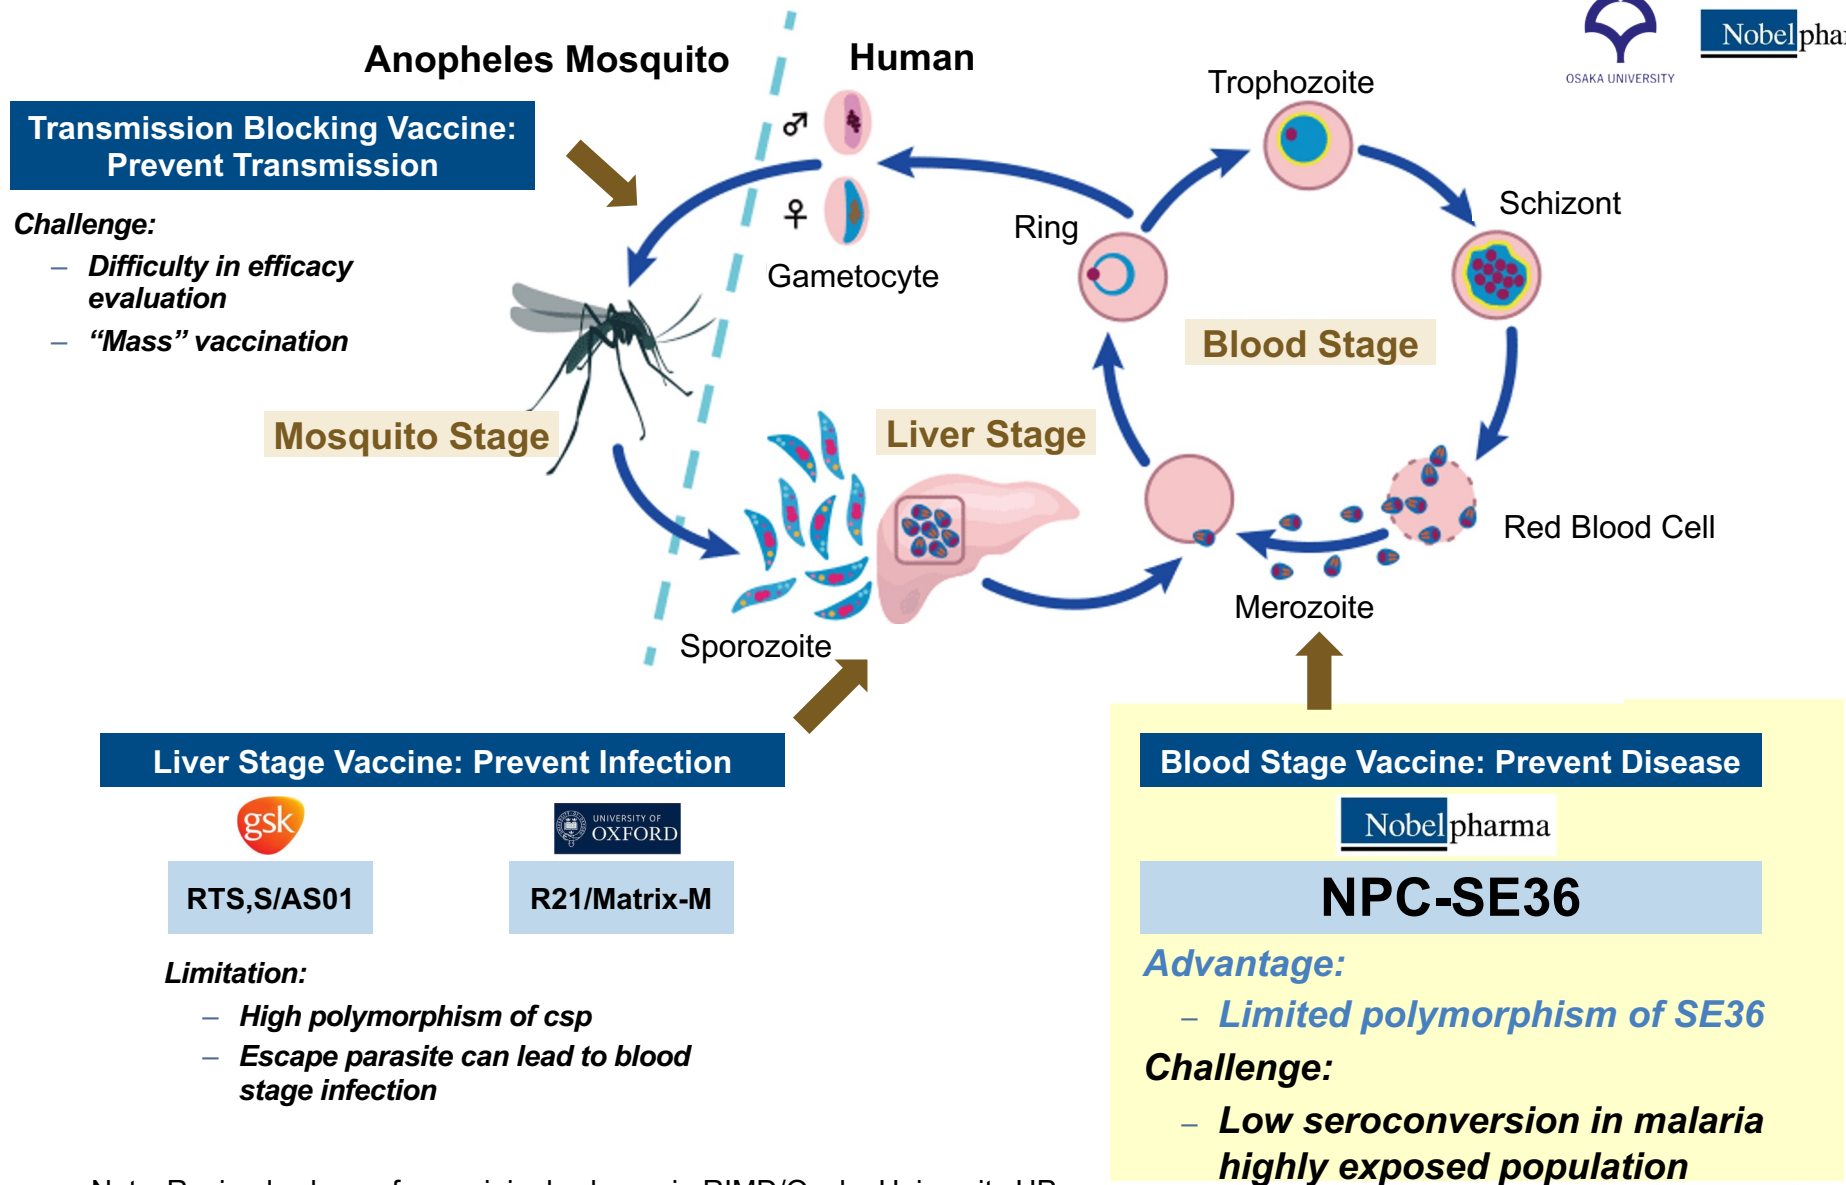 OSAKA UNIVERSITY
Nobel
Anopheles Mosquito
Human
Trophozoite
Transmission Blocking Vaccine:
Prevent Transmission
♂
♀
Challenge:
– Difficulty in efficacy
evaluation
– “Mass” vaccination
Gametocyte
Ring
Schizont
Blood Stage
Mosquito Stage
Liver Stage
Red Blood Cell
Merozoite
Sporozoite
Liver Stage Vaccine: Prevent Infection
gsk
UNIVERSITY OF
OXFORD
RTS,S/AS01
R21/Matrix-M
Limitation:
– High polymorphism of csp
– Escape parasite can lead to blood
stage infection
Blood Stage Vaccine: Prevent Disease
Nobelpharma
NPC-SE36
Advantage:
– Limited polymorphism of SE36
Challenge:
– Low seroconversion in malaria
highly exposed population